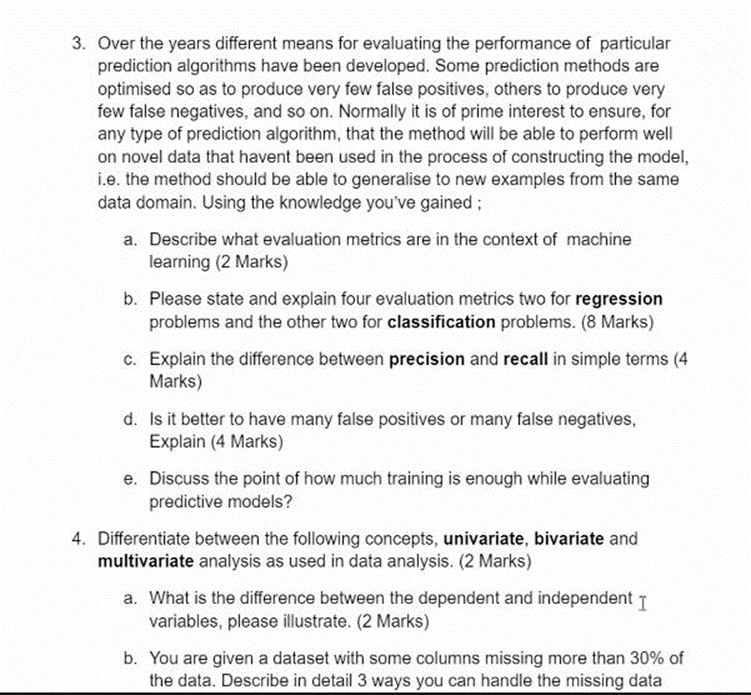 3. Over the years different means for evaluating the performance of particular
prediction algorithms have been developed. Some prediction methods are
optimised so as to produce very few false positives, others to produce very
few false negatives, and so on. Normally it is of prime interest to ensure, for
any type of prediction algorithm, that the method will be able to perform well
on novel data that havent been used in the process of constructing the model,
i.e. the method should be able to generalise to new examples from the same
data domain. Using the knowledge you've gained ;
a. Describe what evaluation metrics are in the context of machine
learning (2 Marks)
b. Please state and explain four evaluation metrics two for regression
problems and the other two for classification problems. (8 Marks)
c. Explain the difference between precision and recall in simple terms (4
Marks)
d. Is it better to have many false positives or many false negatives,
Explain (4 Marks)
e. Discuss the point of how much training is enough while evaluating
predictive models?
4. Differentiate between the following concepts, univariate, bivariate and
multivariate analysis as used in data analysis. (2 Marks)
a. What is the difference between the dependent and independent
variables, please illustrate. (2 Marks)
b. You are given a dataset with some columns missing more than 30% of
the data. Describe in detail 3 ways you can handle the missing data